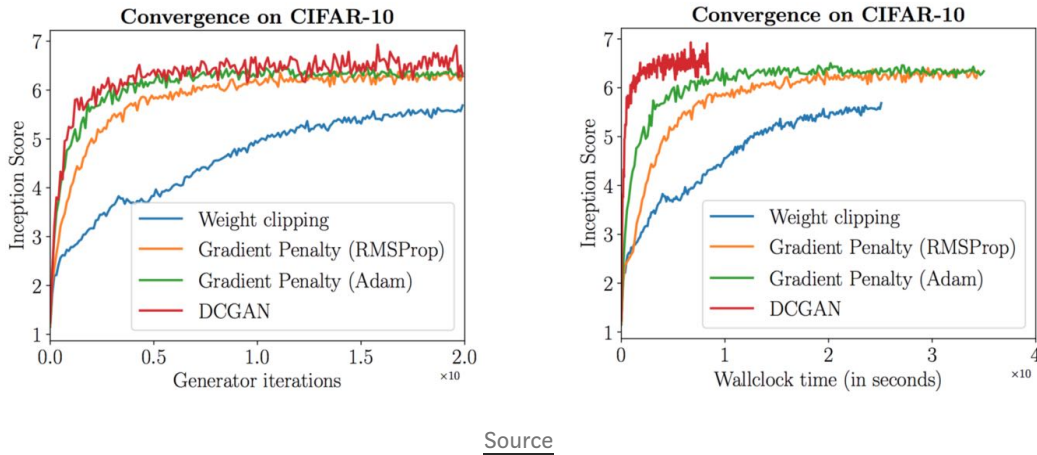 Convergence on CIFAR-10
7
6
5
4
3
2
1
Inception Score
Weight clipping
Gradient Penalty (RMSProp)
Gradient Penalty (Adam)
DCGAN
0.0 0.5 1.0 1.5 2.0
Generator iterations ×10
Convergence on CIFAR-10
7
6
5
4
3
2
1
Inception Score
Weight clipping
Gradient Penalty (RMSProp)
Gradient Penalty (Adam)
DCGAN
0 1 2 3 4
Wallclock time (in seconds) ×10
Source